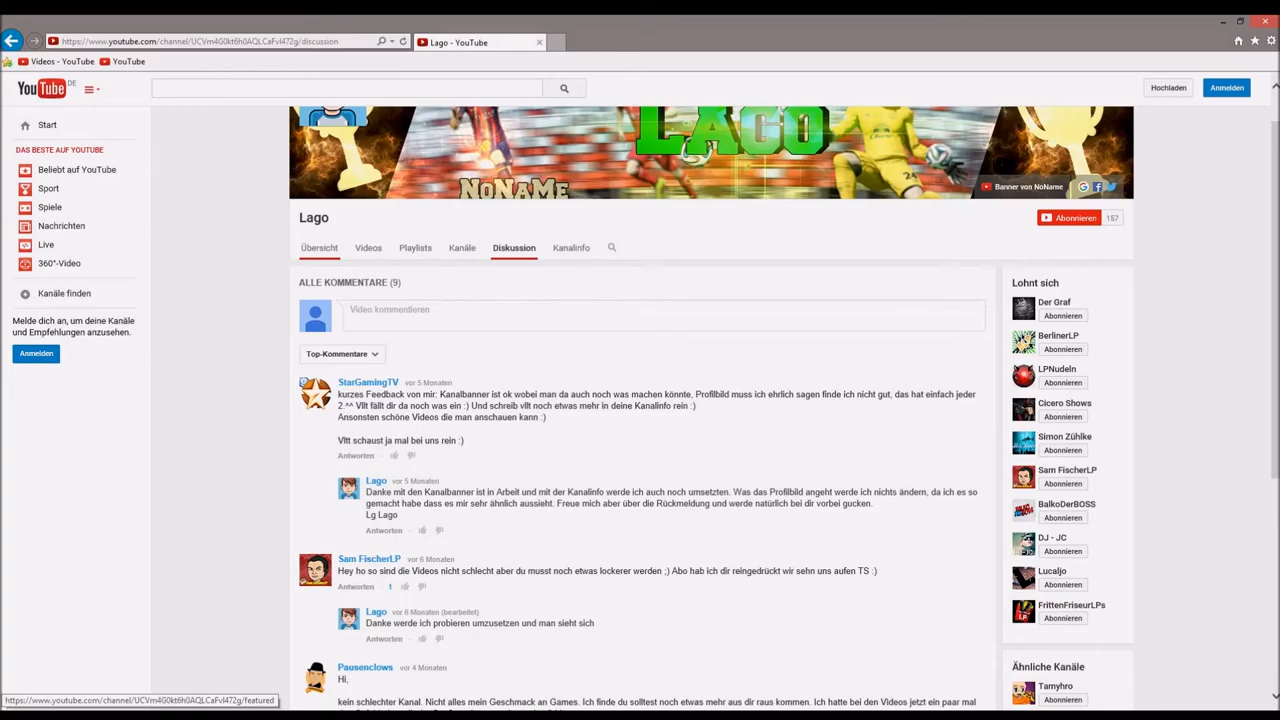 https://www.youtube.com/channel/UCVm4G0kt6h0AQLCaFvI472g/discussion
Lago - YouTube
Videos - YouTube
YouTube
YouTube DE
Hochladen
Anmelden
Start
DAS BESTE AUF YOUTUBE
Beliebt auf YouTube
Sport
Spiele
Nachrichten
Live
360°-Video
Kanäle finden
Melde dich an, um deine Kanäle
und Empfehlungen anzusehen.
Anmelden
LAGO
NONAME
Banner von NoName
Lago
Abonnieren 157
Übersicht
Videos
Playlists
Kanäle
Diskussion
Kanalinfo
ALLE KOMMENTARE (9)
Video kommentieren
Top-Kommentare
StarGamingTV vor 5 Monaten
kurzes Feedback von mir: Kanalbanner ist ok wobei man da auch noch was machen könnte, Profilbild muss ich ehrlich sagen finde ich nicht gut, das hat einfach jeder
2.^^ Vllt fällt dir da noch was ein :) Und schreib vllt noch etwas mehr in deine Kanalinfo rein :)
Ansonsten schöne Videos die man anschauen kann :)
Vltt schaust ja mal bei uns rein :)
Antworten
Lago vor 5 Monaten
Danke mit den Kanalbanner ist in Arbeit und mit der Kanalinfo werde ich auch noch umsetzten. Was das Profilbild angeht werde ich nichts ändern, da ich es so
gemacht habe dass es mir sehr ähnlich aussieht. Freue mich aber über die Rückmeldung und werde natürlich bei dir vorbei gucken.
Lg Lago
Antworten
Sam FischerLP vor 6 Monaten
Hey ho so sind die Videos nicht schlecht aber du musst noch etwas lockerer werden ;) Abo hab ich dir reingedrückt wir sehn uns aufen TS :)
Antworten 1
Lago vor 6 Monaten (bearbeitet)
Danke werde ich probieren umzusetzen und man sieht sich
Antworten
Pausenclows vor 4 Monaten
Hi,
kein schlechter Kanal. Nicht alles mein Geschmack an Games. Ich finde du solltest noch etwas mehr aus dir raus kommen. Ich hatte bei den Videos jetzt ein paar mal
Lohnt sich
Der Graf
Abonnieren
BerlinerLP
Abonnieren
LPNudeln
Abonnieren
Cicero Shows
Abonnieren
Simon Zühlke
Abonnieren
Sam FischerLP
Abonnieren
BalkoDerBOSS
Abonnieren
DJ - JC
Abonnieren
Lucaljo
Abonnieren
FrittenFriseurLPs
Abonnieren
Ähnliche Kanäle
Tamyhro
Abonnieren
https://www.youtube.com/channel/UCVm4G0kt6h0AQLCaFvI472g/featured